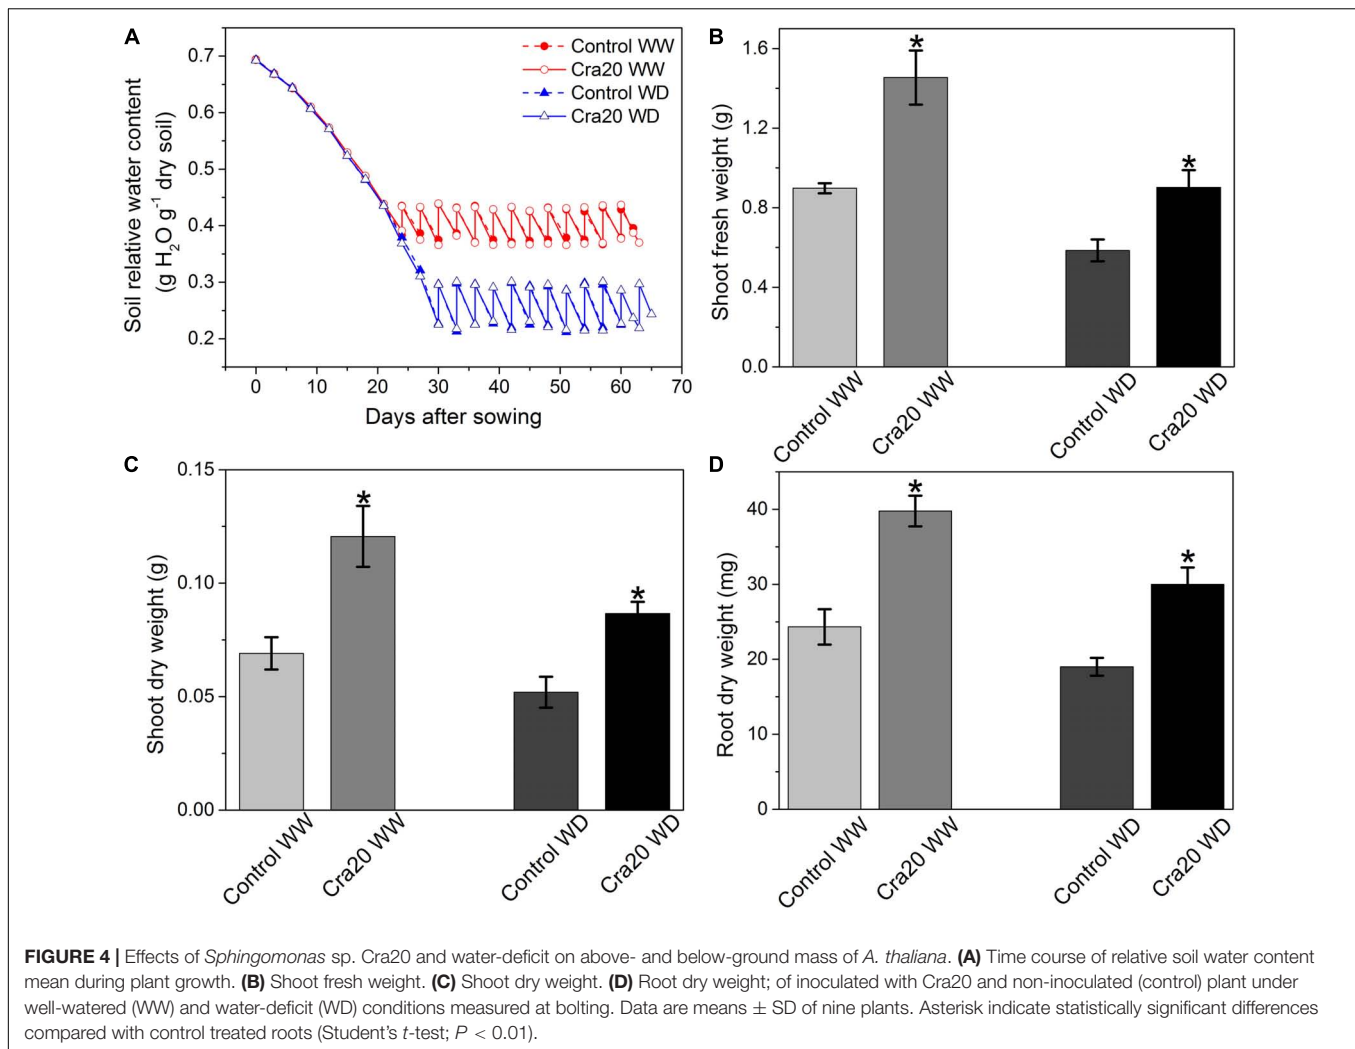 A
0.7
0.6
0.5
0.4
0.3
0.2
Soil relative water content
(g H₂O g⁻¹ dry soil)
Control WW
Cra20 WW
Control WD
Cra20 WD
0 10 20 30 40 50 60 70
Days after sowing
B
1.6
1.2
0.8
0.4
0.0
Shoot fresh weight (g)
*
*
Control WW
Cra20 WW
Control WD
Cra20 WD
C
0.15
0.10
0.05
0.00
Shoot dry weight (g)
*
*
Control WW
Cra20 WW
Control WD
Cra20 WD
D
40
30
20
10
0
Root dry weight (mg)
*
*
Control WW
Cra20 WW
Control WD
Cra20 WD
FIGURE 4 | Effects of Sphingomonas sp. Cra20 and water-deficit on above- and below-ground mass of A. thaliana. (A) Time course of relative soil water content
mean during plant growth. (B) Shoot fresh weight. (C) Shoot dry weight. (D) Root dry weight; of inoculated with Cra20 and non-inoculated (control) plant under
well-watered (WW) and water-deficit (WD) conditions measured at bolting. Data are means ± SD of nine plants. Asterisk indicate statistically significant differences
compared with control treated roots (Student's t-test; P < 0.01).